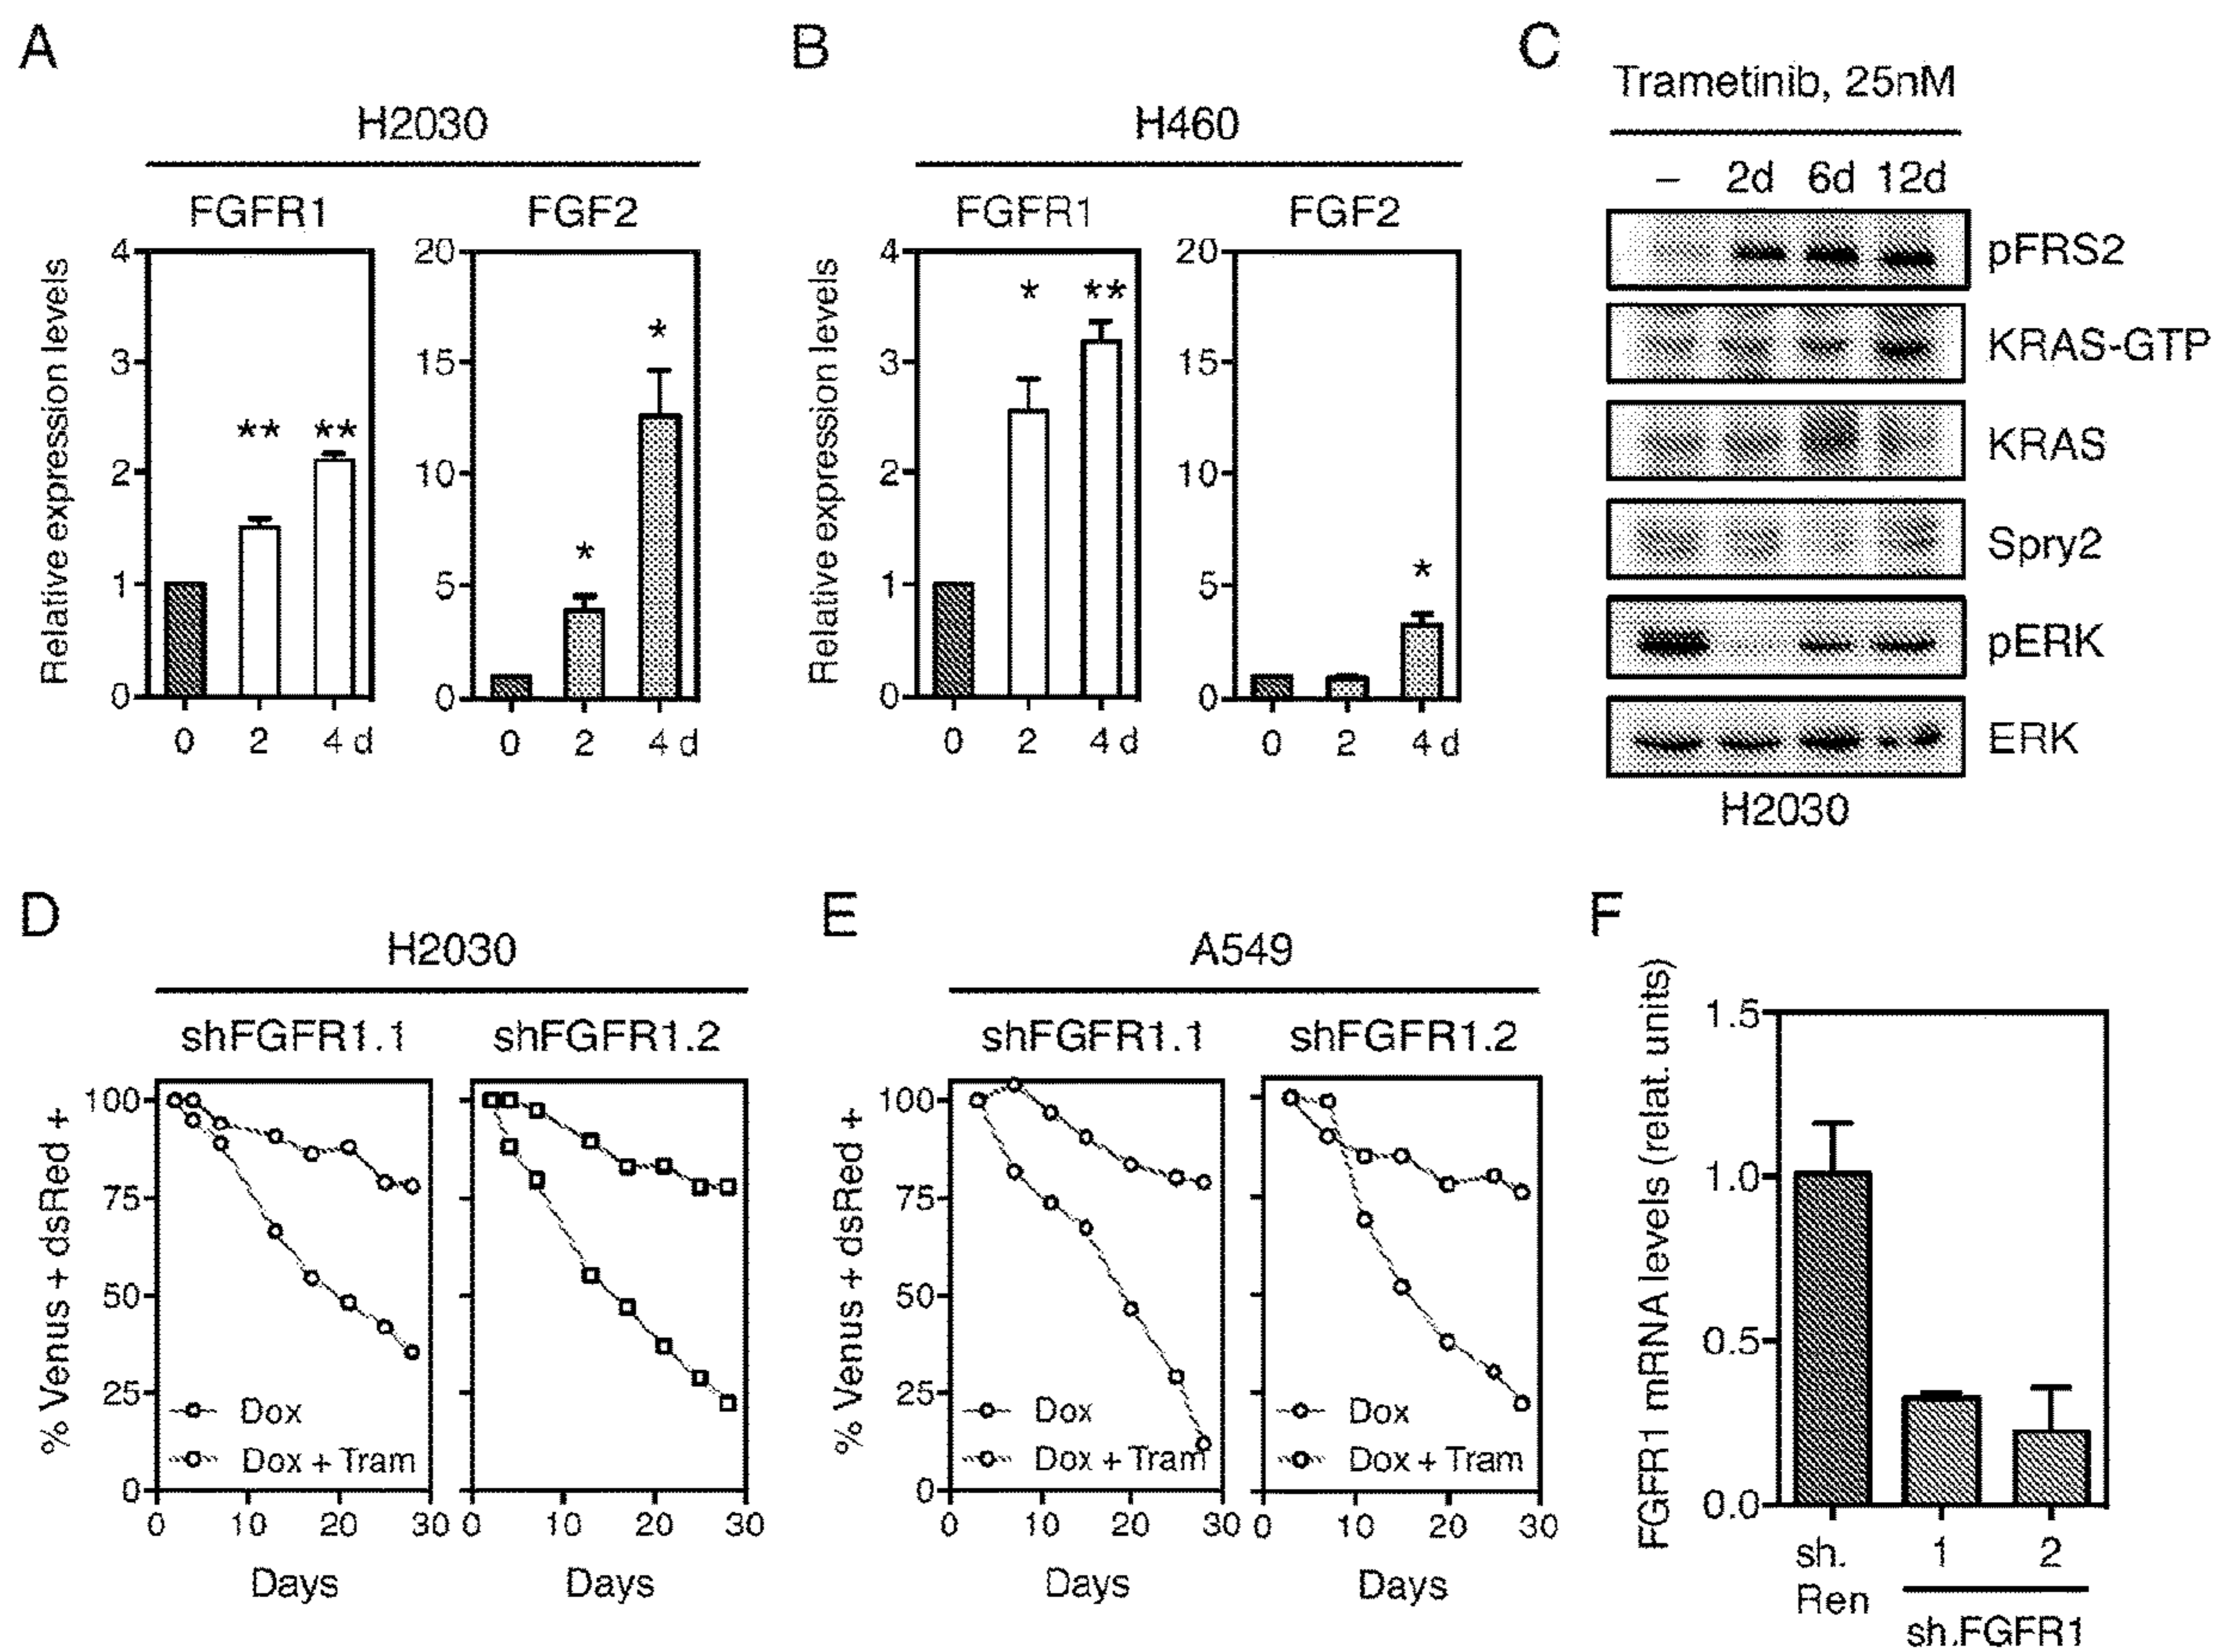 A
B
C
H2030
H460
Trametinib, 25nM
FGFR1
FGF2
FGFR1
FGF2
– 2d 6d 12d
Relative expression levels
4
3
2
1
0
0 2 4 d
20
15
10
5
0
0 2 4 d
** **
* *
Relative expression levels
4
3
2
1
0
0 2 4 d
20
15
10
5
0
0 2 4 d
* **
*
pFRS2
KRAS-GTP
KRAS
Spry2
pERK
ERK
H2030
D
E
F
H2030
A549
shFGFR1.1
shFGFR1.2
shFGFR1.1
shFGFR1.2
% Venus + dsRed +
100
75
50
25
0
Dox
Dox + Tram
0 10 20 30
0 10 20 30
Days
Days
% Venus + dsRed +
100
75
50
25
0
Dox
Dox + Tram
Dox
Dox + Tram
0 10 20 30
0 10 20 30
Days
Days
FGFR1 mRNA levels (relat. units)
1.5
1.0
0.5
0.0
sh. 1 2
Ren
sh.FGFR1